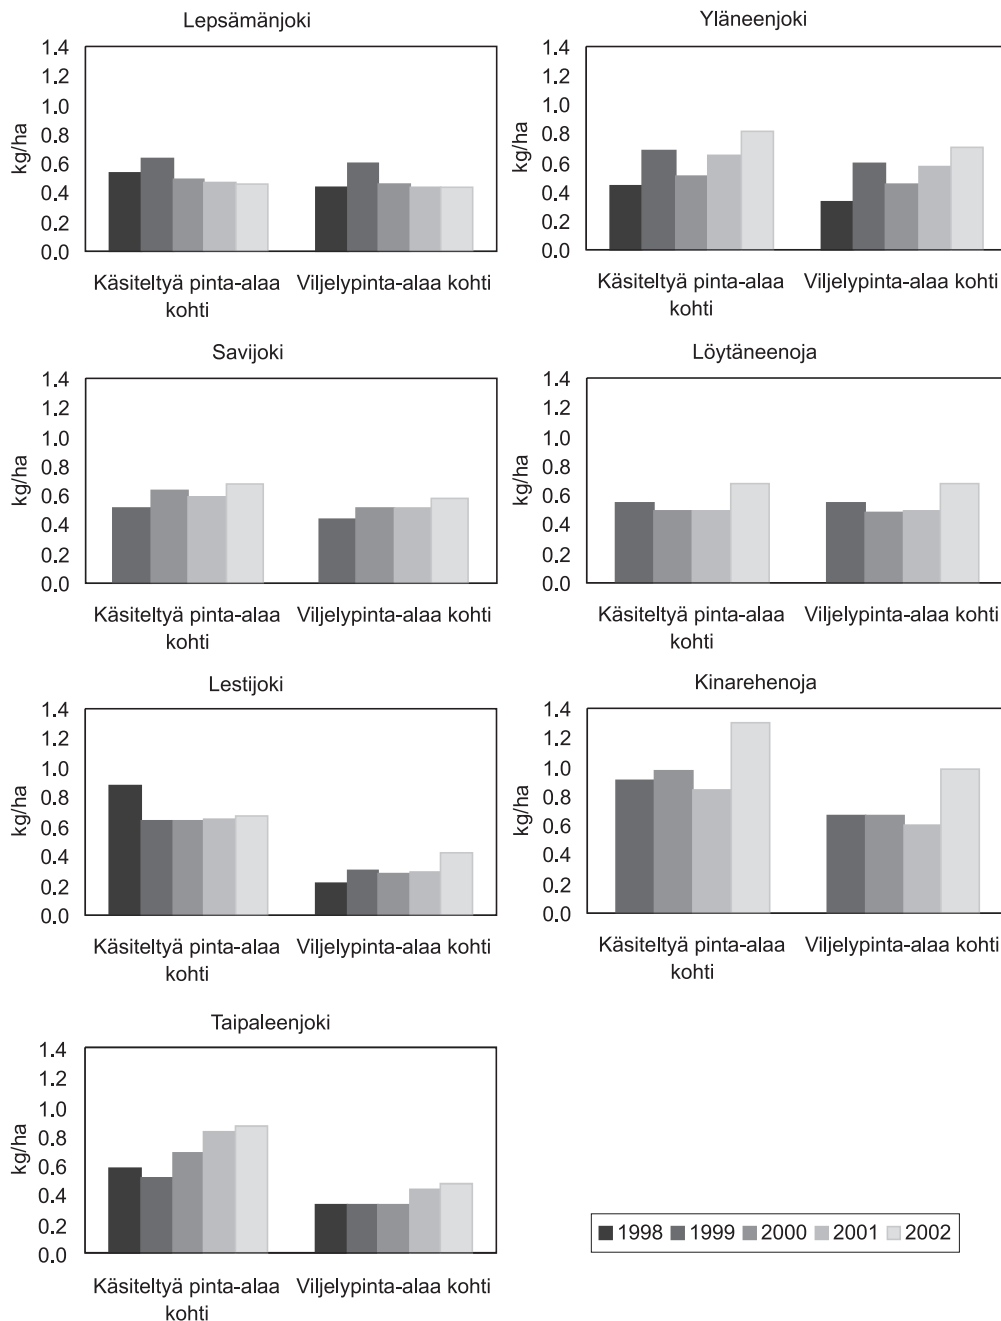 Lepsämänjoki
1.4
1.2
1.0
0.8
0.6
0.4
0.2
0.0
kg/ha
Käsiteltyä pinta-alaa
kohti
Viljelypinta-alaa kohti
Yläneenjoki
1.4
1.2
1.0
0.8
0.6
0.4
0.2
0.0
kg/ha
Käsiteltyä pinta-alaa
kohti
Viljelypinta-alaa kohti
Savijoki
1.4
1.2
1.0
0.8
0.6
0.4
0.2
0.0
kg/ha
Käsiteltyä pinta-alaa
kohti
Viljelypinta-alaa kohti
Löytäneenoja
1.4
1.2
1.0
0.8
0.6
0.4
0.2
0.0
kg/ha
Käsiteltyä pinta-alaa
kohti
Viljelypinta-alaa kohti
Lestijoki
1.4
1.2
1.0
0.8
0.6
0.4
0.2
0.0
kg/ha
Käsiteltyä pinta-alaa
kohti
Viljelypinta-alaa kohti
Kinarehenoja
1.4
1.2
1.0
0.8
0.6
0.4
0.2
0.0
kg/ha
Käsiteltyä pinta-alaa
kohti
Viljelypinta-alaa kohti
Taipaleenjoki
1.4
1.2
1.0
0.8
0.6
0.4
0.2
0.0
kg/ha
Käsiteltyä pinta-alaa
kohti
Viljelypinta-alaa kohti
1998 1999 2000 2001 2002